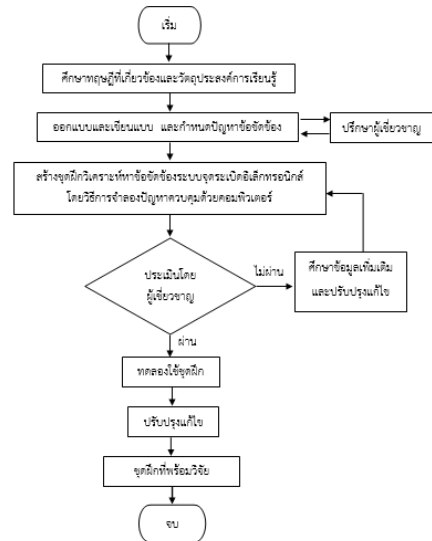 เริ่ม
ศึกษาทฤษฎีที่เกี่ยวข้องและวัตถุประสงค์การเรียนรู้
ออกแบบและเขียนแบบ และกำหนดปัญหาข้อขัดข้อง
ปรึกษาผู้เชี่ยวชาญ
สร้างชุดฝึกวิเคราะห์หาข้อขัดข้องระบบจุดระเบิดอิเล็กทรอนิกส์
โดยวิธีการจำลองปัญหาควบคุมด้วยคอมพิวเตอร์
ประเมินโดย
ผู้เชี่ยวชาญ
ไม่ผ่าน
ศึกษาข้อมูลเพิ่มเติม
และปรับปรุงแก้ไข
ผ่าน
ทดลองใช้ชุดฝึก
ปรับปรุงแก้ไข
ชุดฝึกที่พร้อมวิจัย
จบ